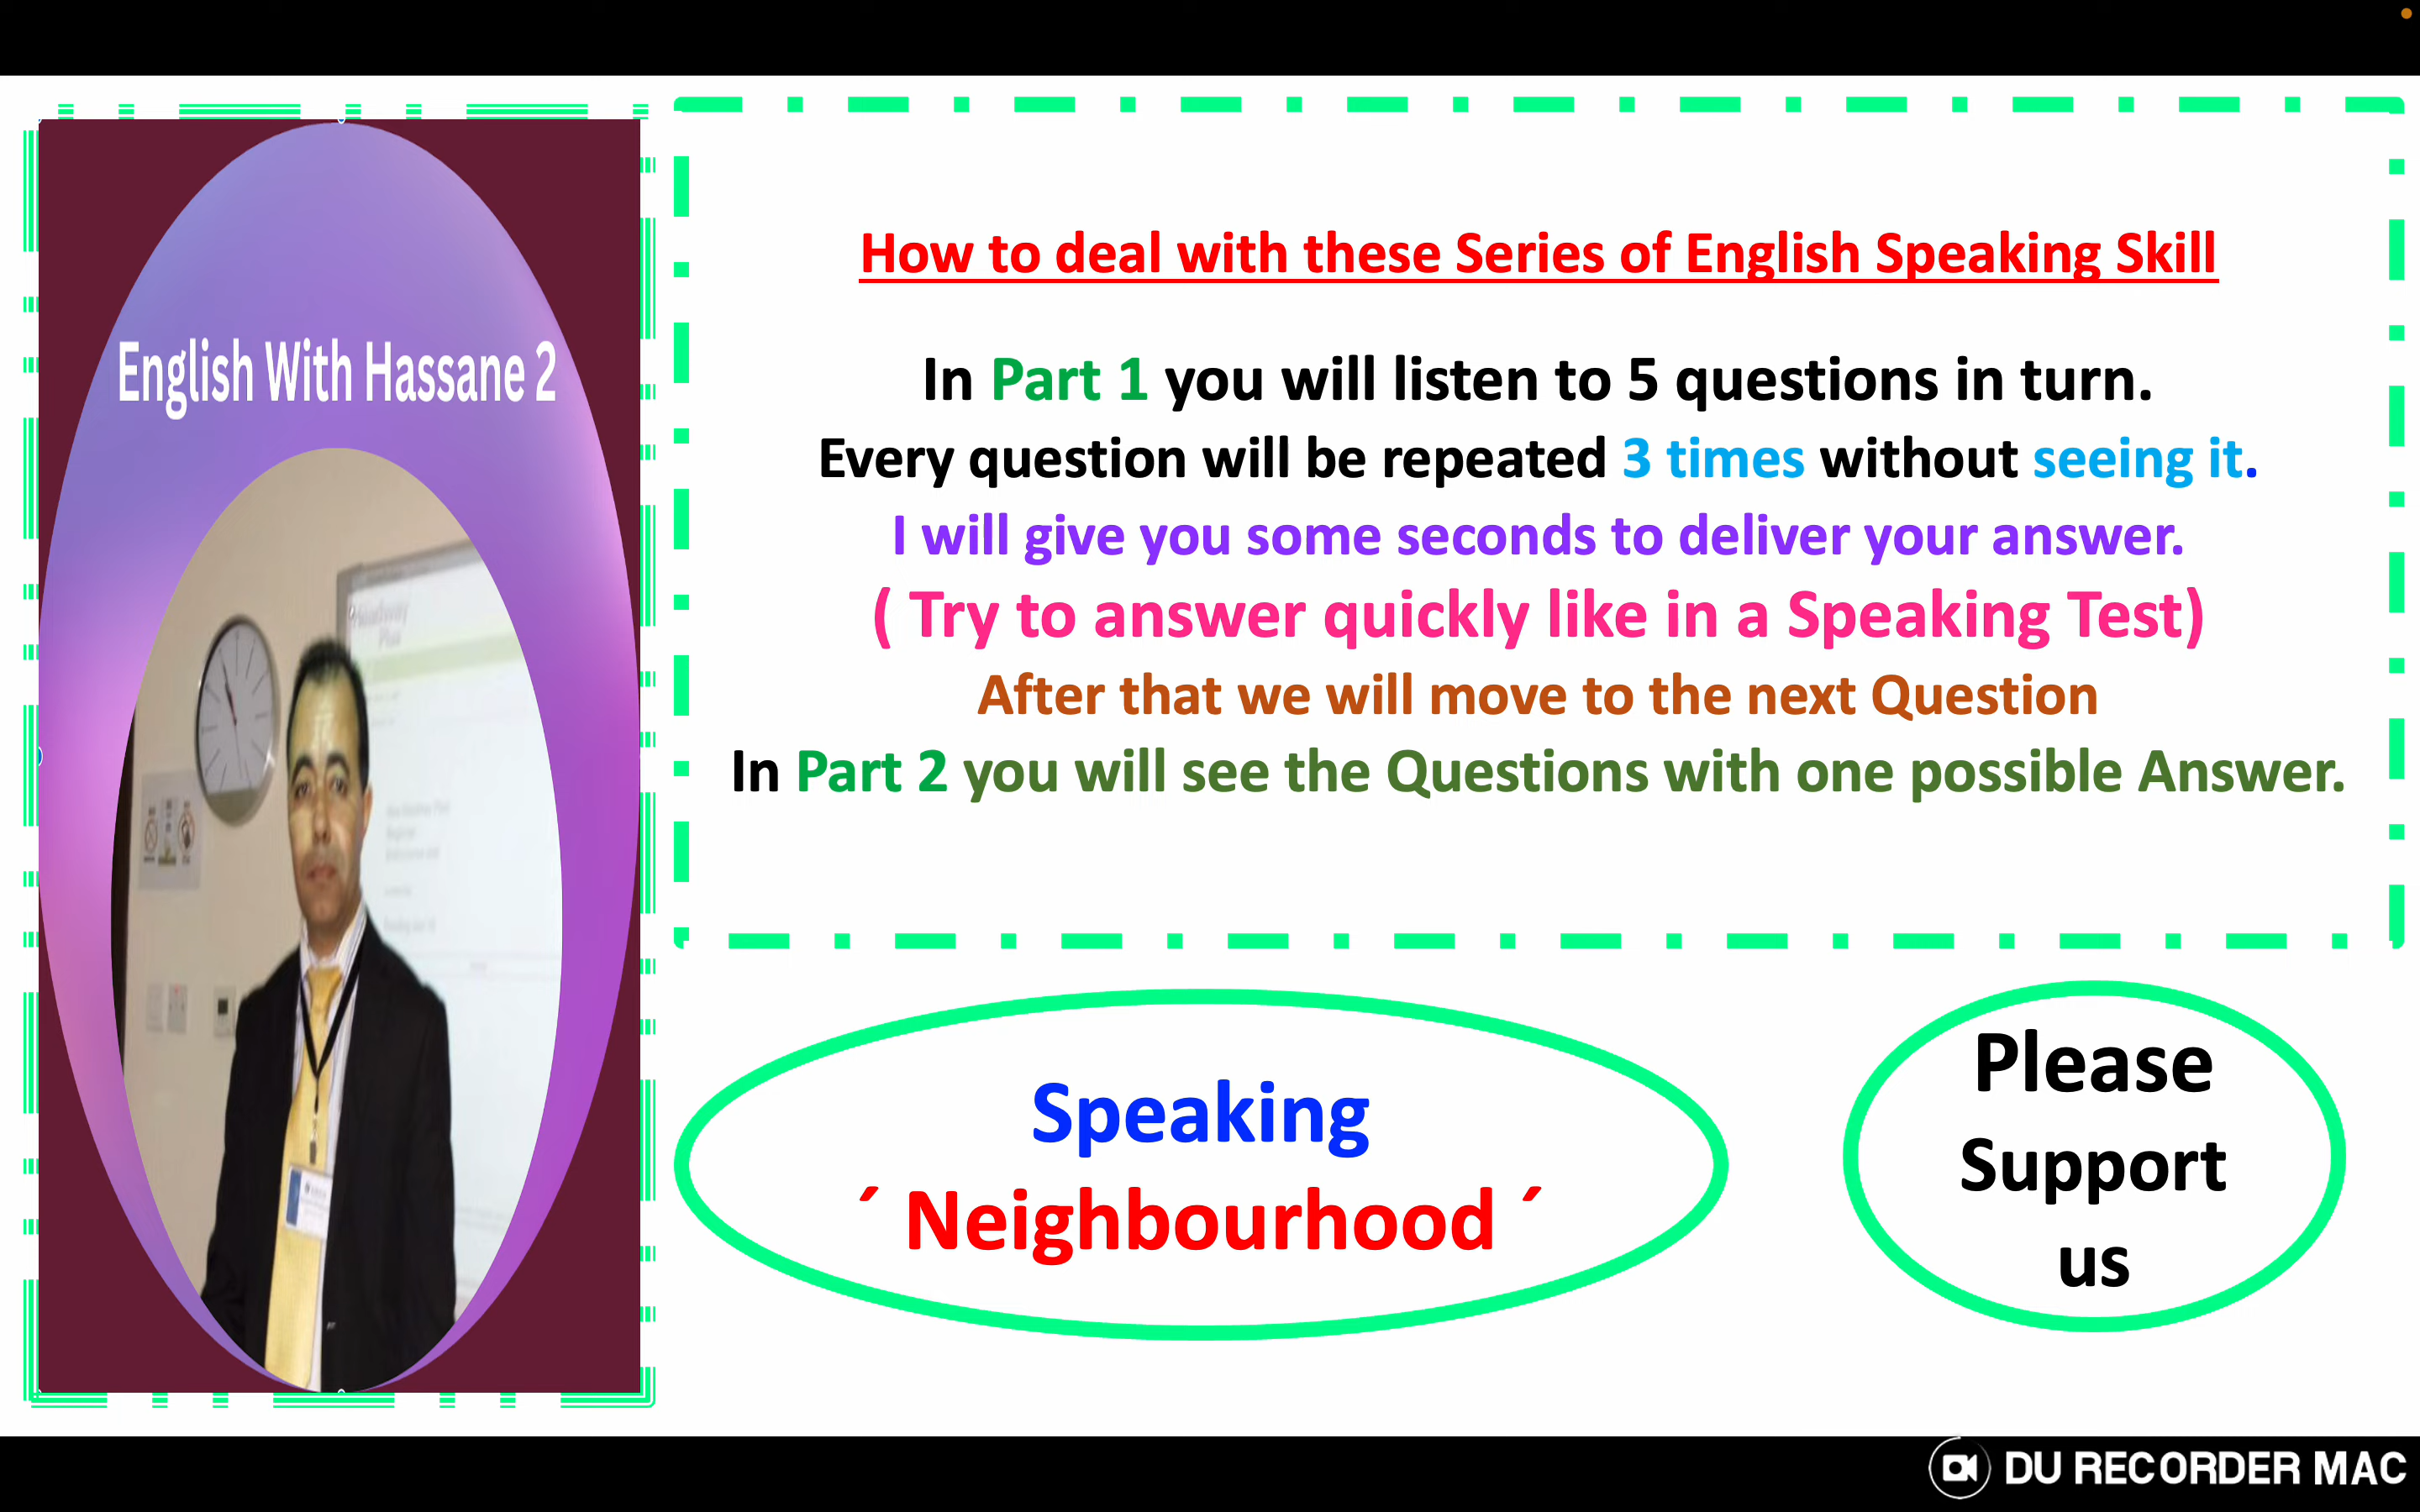 English With Hassane 2
How to deal with these Series of English Speaking Skill
In Part 1 you will listen to 5 questions in turn.
Every question will be repeated 3 times without seeing it.
I will give you some seconds to deliver your answer.
( Try to answer quickly like in a Speaking Test)
After that we will move to the next Question
In Part 2 you will see the Questions with one possible Answer.
Speaking
´ Neighbourhood ´
Please
Support
us
DU RECORDER MAC